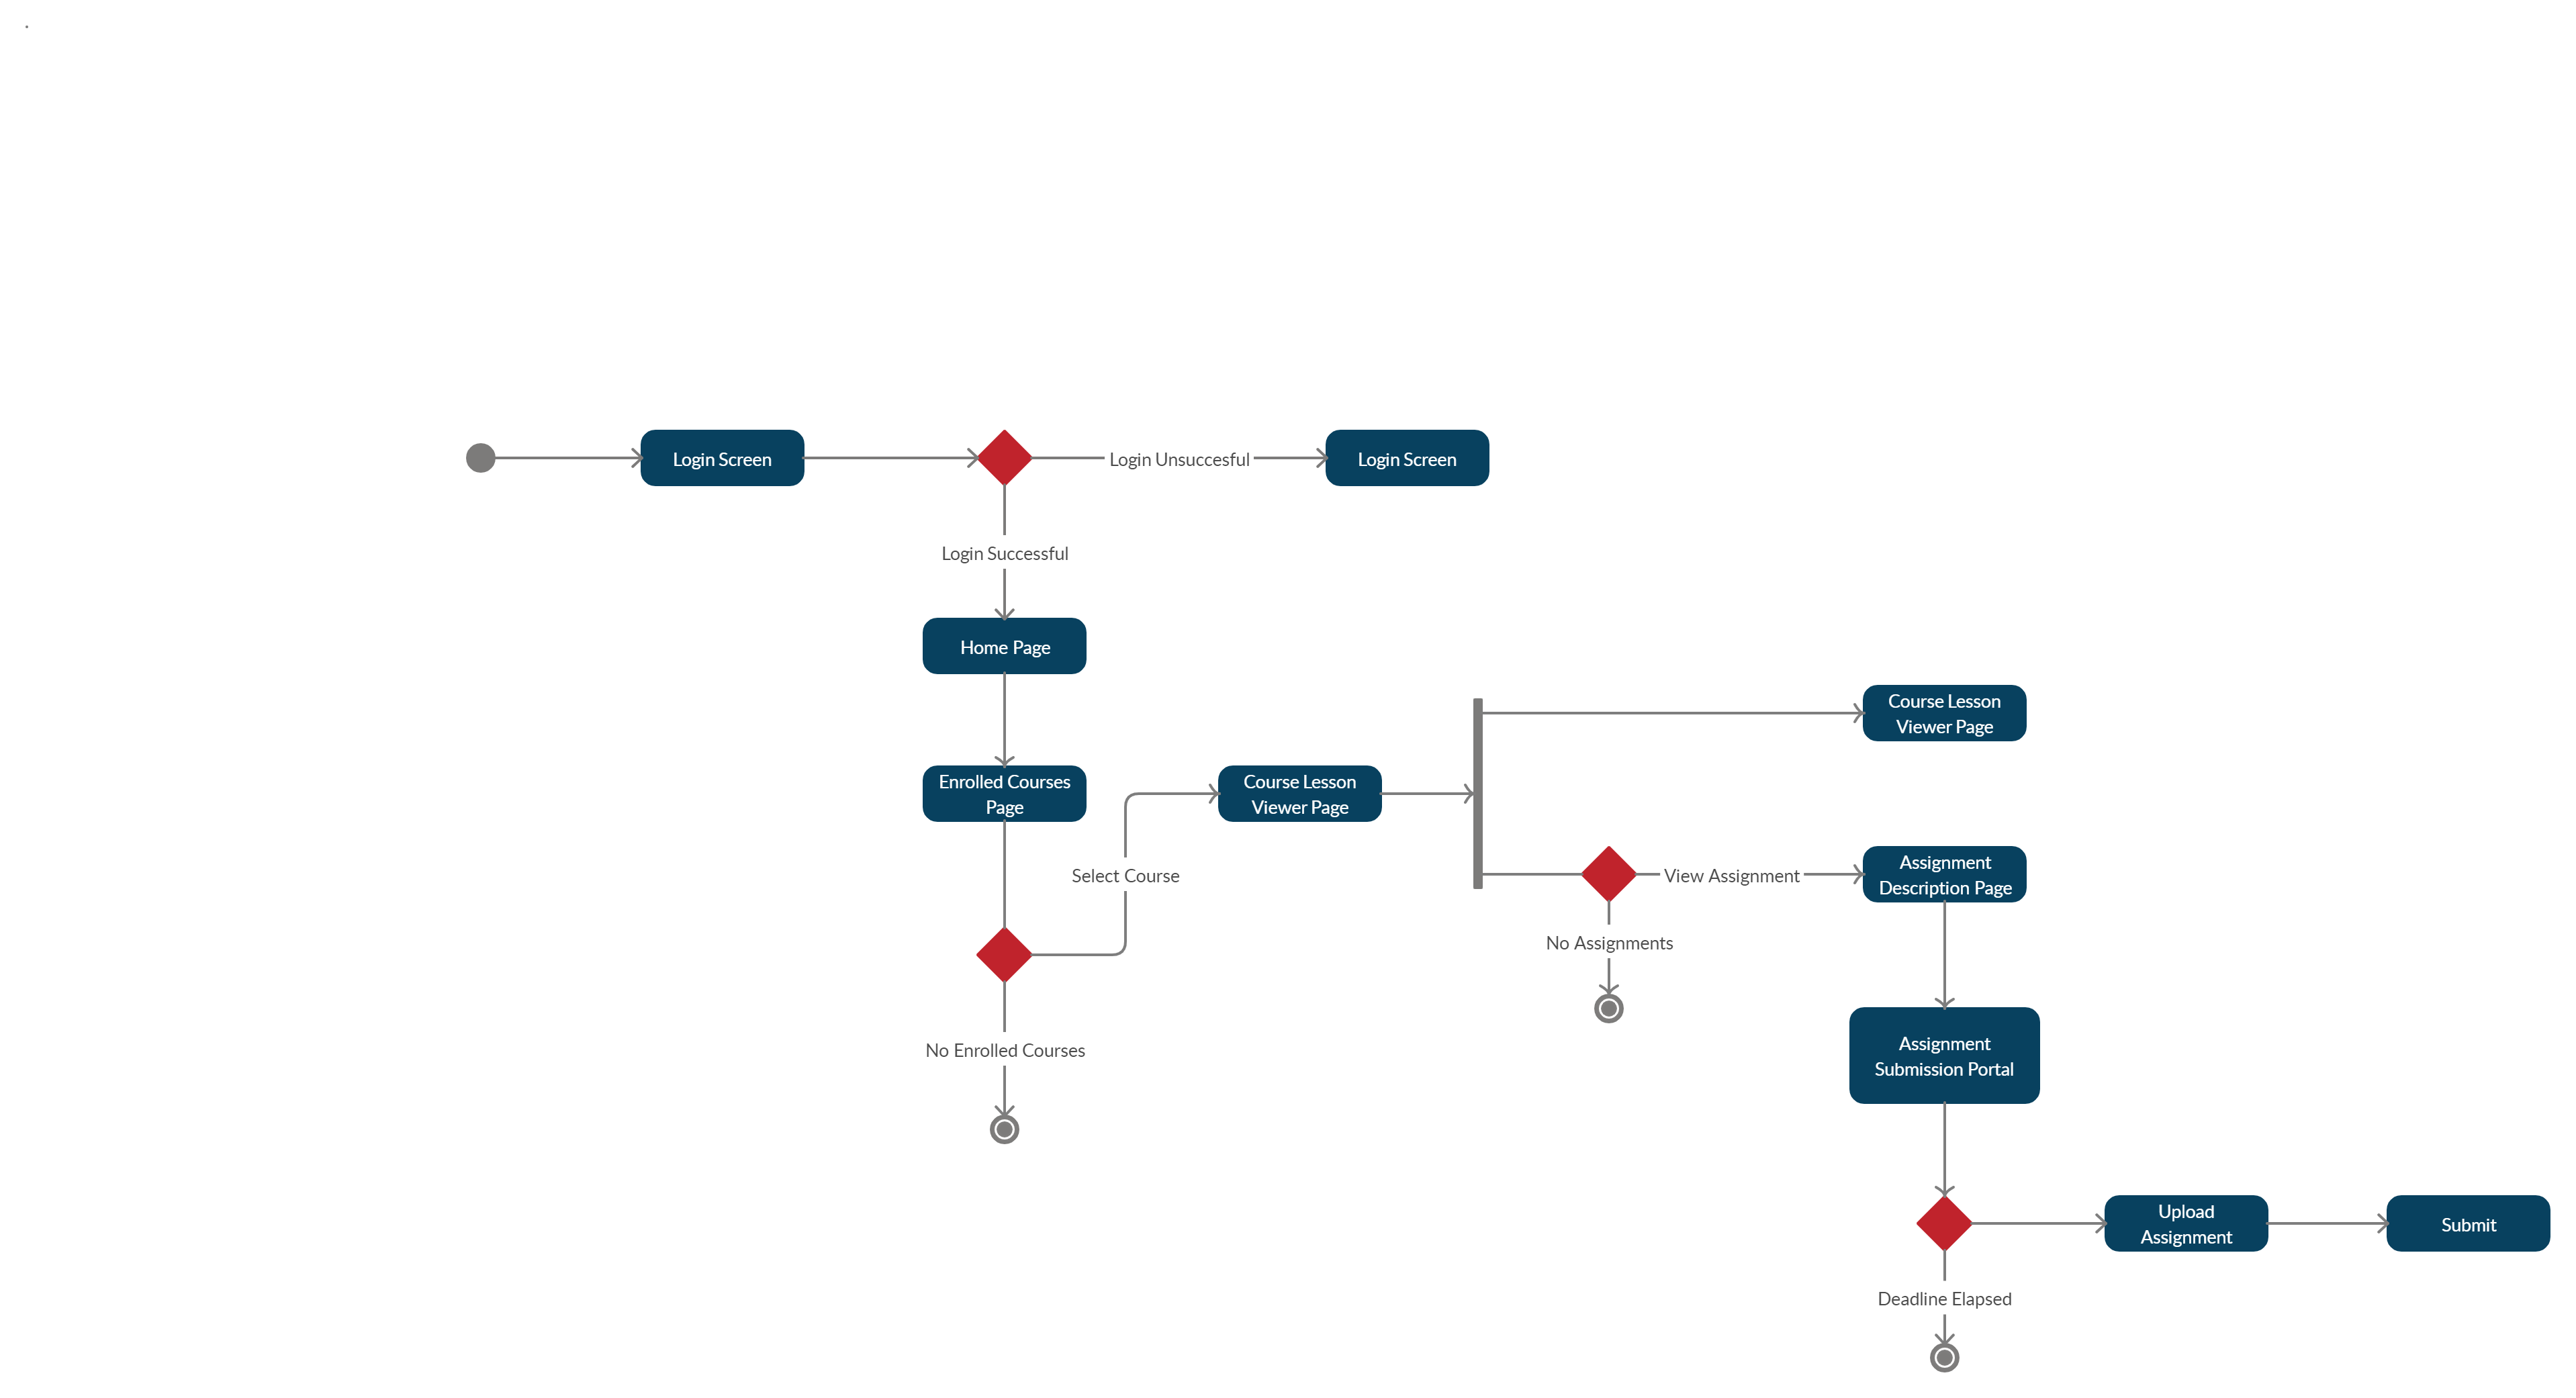 Login Screen
Login Unsuccesful
Login Screen
Login Successful
Home Page
Course Lesson
Viewer Page
Enrolled Courses
Page
Course Lesson
Viewer Page
Select Course
View Assignment
Assignment
Description Page
No Assignments
No Enrolled Courses
Assignment
Submission Portal
Upload
Assignment
Submit
Deadline Elapsed